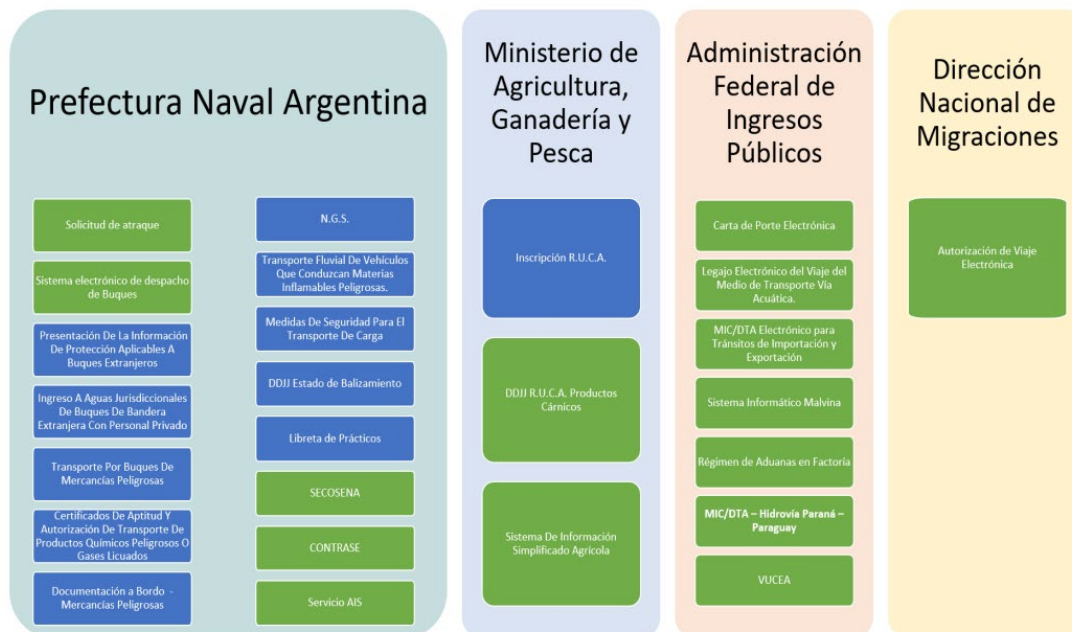 Prefectura Naval Argentina
Solicitud de atraque
Sistema electrónico de despacho
de Buques
Presentación De La Información
De Protección Aplicables A
Buques Extranjeros
Ingreso A Aguas Jurisdiccionales
De Buques De Bandera
Extranjera Con Personal Privado
Transporte Por Buques De
Mercancías Peligrosas
Certificados De Aptitud Y
Autorización De Transporte De
Productos Químicos Peligrosos O
Gases Licuados
Documentación a Bordo -
Mercancías Peligrosas
N.G.S.
Transporte Fluvial De Vehículos
Que Conduzcan Materias
Inflamables Peligrosas.
Medidas De Seguridad Para El
Transporte De Carga
DDJJ Estado de Balizamiento
Libreta de Prácticos
SECOSENA
CONTRASE
Servicio AIS
Ministerio de
Agricultura,
Ganadería y
Pesca
Inscripción R.U.C.A.
DDJJ R.U.C.A. Productos
Cárnicos
Sistema De Información
Simplificado Agrícola
Administración
Federal de
Ingresos
Públicos
Carta de Porte Electrónica
Legajo Electrónico del Viaje del
Medio de Transporte Vía
Acuática.
MIC/DTA Electrónico para
Tránsitos de Importación y
Exportación
Sistema Informático Malvina
Régimen de Aduanas en Factoría
MIC/DTA – Hidrovía Paraná –
Paraguay
VUCEA
Dirección
Nacional de
Migraciones
Autorización de Viaje
Electrónica